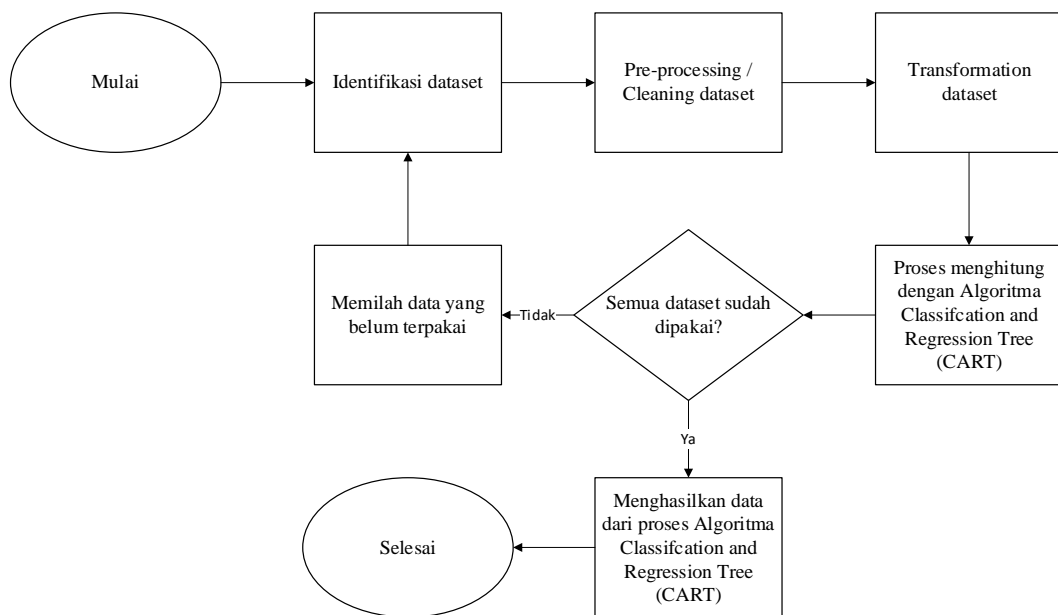 Mulai
Identifikasi dataset
Pre-processing /
Cleaning dataset
Transformation
dataset
Memilah data yang
belum terpakai
Tidak
Semua dataset sudah
dipakai?
Proses menghitung
dengan Algoritma
Classifcation and
Regression Tree
(CART)
Ya
Selesai
Menghasilkan data
dari proses Algoritma
Classifcation and
Regression Tree
(CART)